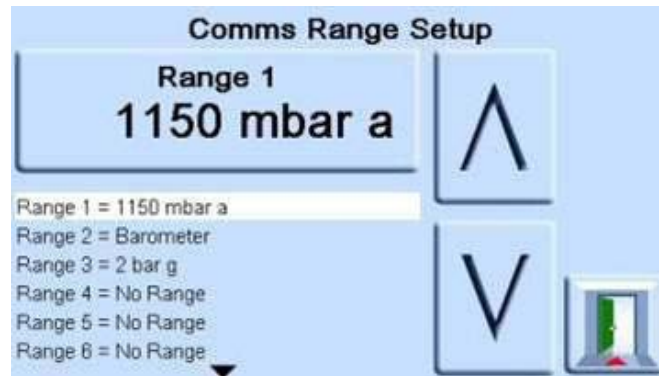 Comms Range Setup
Range 1
1150 mbar a
Range 1 = 1150 mbar a
Range 2 = Barometer
Range 3 = 2 bar g
Range 4 = No Range
Range 5 = No Range
Range 6 = No Range